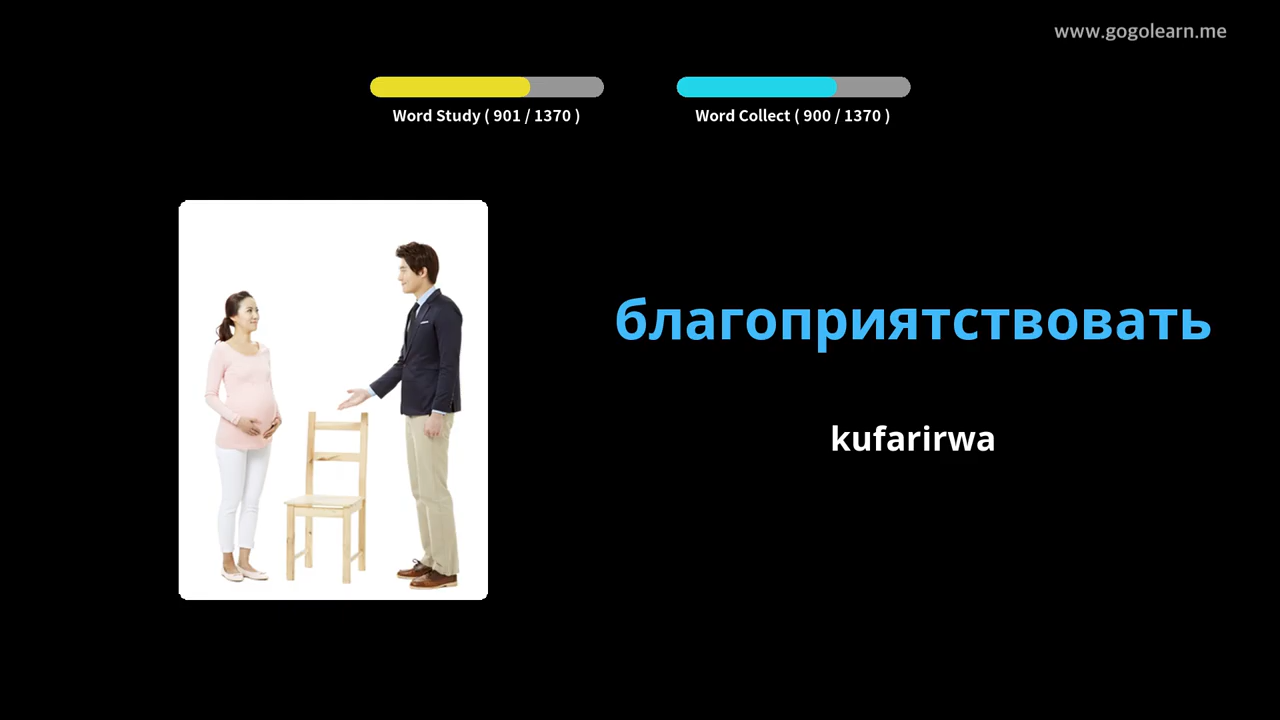 www.gogolearn.me
Word Study ( 901 / 1370 )
Word Collect ( 900 / 1370 )
благоприятствовать
kufarirwa